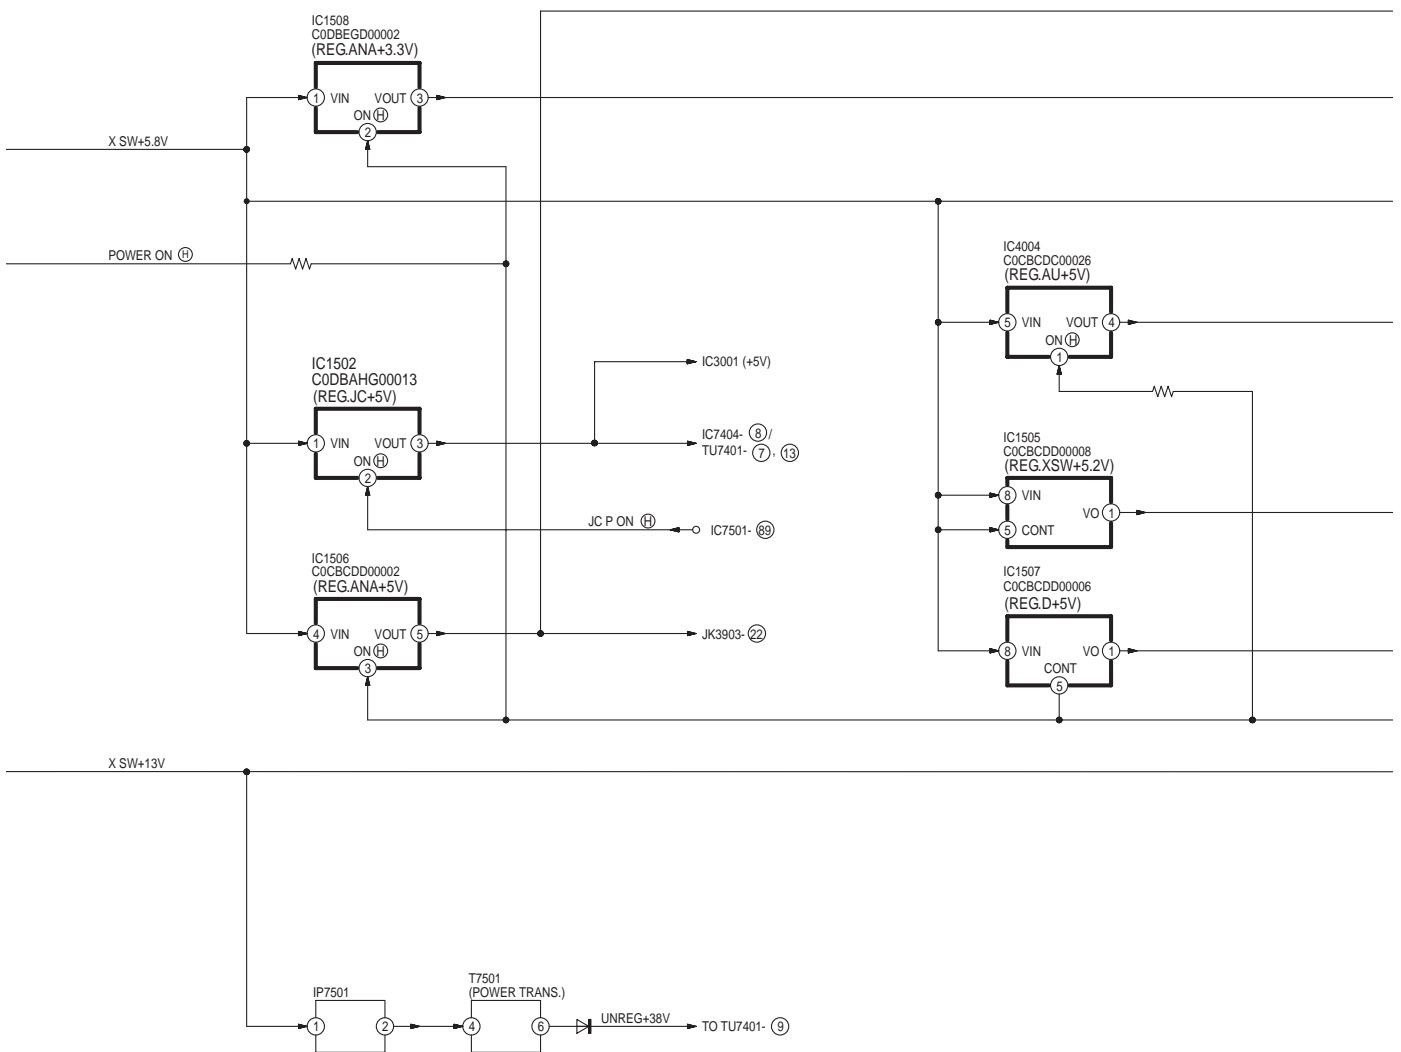 IC1508
C0DBEGD00002
(REG.ANA+3.3V)
1 VIN VOUT 3
ON H
2
X SW+5.8V
POWER ON H
IC4004
C0CBCDC00026
(REG.AU+5V)
5 VIN VOUT 4
ON H
1
IC1502
C0DBAHG00013
(REG.JC+5V)
1 VIN VOUT 3
ON H
2
IC3001 (+5V)
IC7404- 8 /
TU7401- 7 , 13
JC P ON H
IC7501- 89
IC1505
C0CBCDD00008
(REG.XSW+5.2V)
8 VIN
VO 1
5 CONT
IC1506
C0CBCDD00002
(REG.ANA+5V)
4 VIN VOUT 5
ON H
3
JK3903- 22
IC1507
C0CBCDD00006
(REG.D+5V)
8 VIN VO 1
CONT
5
X SW+13V
IP7501
1 2
T7501
(POWER TRANS.)
4 6
UNREG+38V
TO TU7401- 9